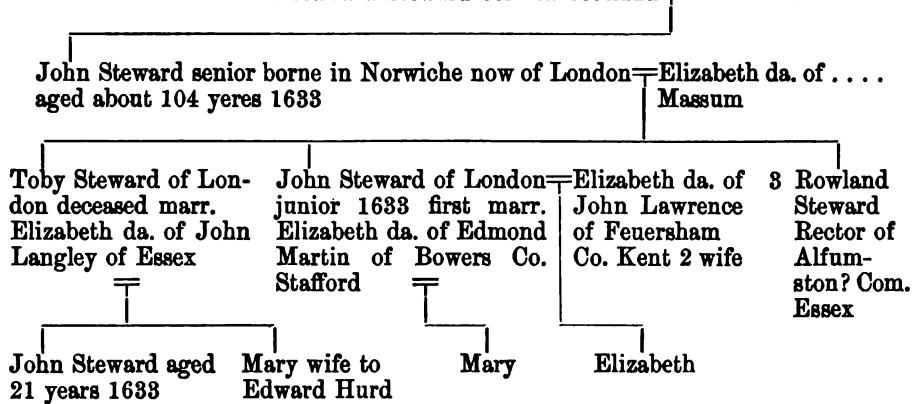 John Steward senior borne in Norwiche now of London
aged about 104 yeres 1633
Elizabeth da. of . . . .
Massum
Toby Steward of Lon-
don deceased marr.
Elizabeth da. of John
Langley of Essex
John Steward of London
junior 1633 first marr.
Elizabeth da. of Edmond
Martin of Bowers Co.
Stafford
Elizabeth da. of
John Lawrence
of Feuersham
Co. Kent 2 wife
3 Rowland
Steward
Rector of
Alfum-
ston? Com.
Essex
John Steward aged
21 years 1633
Mary wife to
Edward Hurd
Mary
Elizabeth